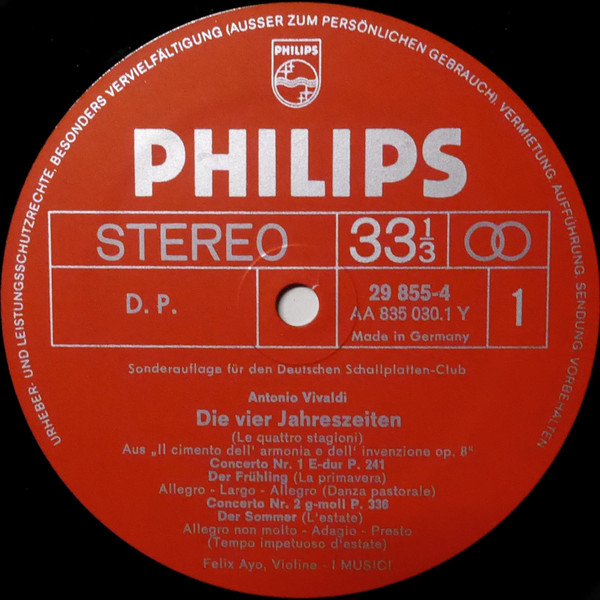 URHEBER- UND LEISTUNGSSCHUTZRECHTE, BESONDERS VERVIELFÄLTIGUNG (AUSSER ZUM PERSÖNLICHEN GEBRAUCH), VERMIETUNG, AUFFÜHRUNG, SENDUNG VORBEHALTEN
PHILIPS
PHILIPS
STEREO
33 1/3
D. P.
29 855-4
AA 835 030.1 Y
Made in Germany
1
Sonderauflage für den Deutschen Schallplatten-Club
Antonio Vivaldi
Die vier Jahreszeiten
(Le quattro stagioni)
Aus „Il cimento dell' armonia e dell' invenzione op. 8"
Concerto Nr. 1 E-dur P. 241
Der Frühling (La primavera)
Allegro - Largo - Allegro (Danza pastorale)
Concerto Nr. 2 g-moll P. 336
Der Sommer (L'estate)
Allegro non molto - Adagio - Presto
(Tempo impetuoso d'estate)
Felix Ayo, Violine - I MUSICI